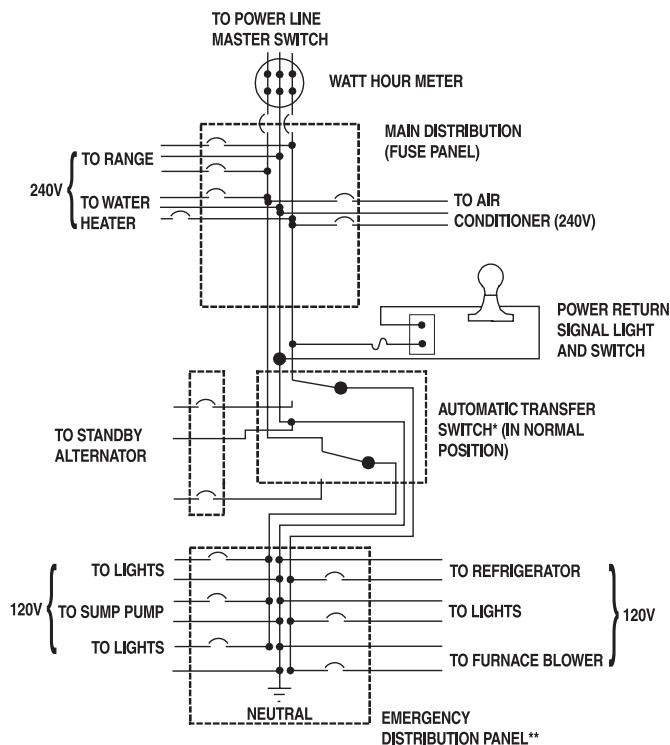 TO POWER LINE
MASTER SWITCH
WATT HOUR METER
MAIN DISTRIBUTION
(FUSE PANEL)
TO RANGE
240V
TO WATER
HEATER
TO AIR
CONDITIONER (240V)
POWER RETURN
SIGNAL LIGHT
AND SWITCH
AUTOMATIC TRANSFER
SWITCH* (IN NORMAL
POSITION)
TO STANDBY
ALTERNATOR
TO LIGHTS
120V
TO SUMP PUMP
TO LIGHTS
TO REFRIGERATOR
TO LIGHTS
120V
TO FURNACE BLOWER
NEUTRAL
EMERGENCY
DISTRIBUTION PANEL**